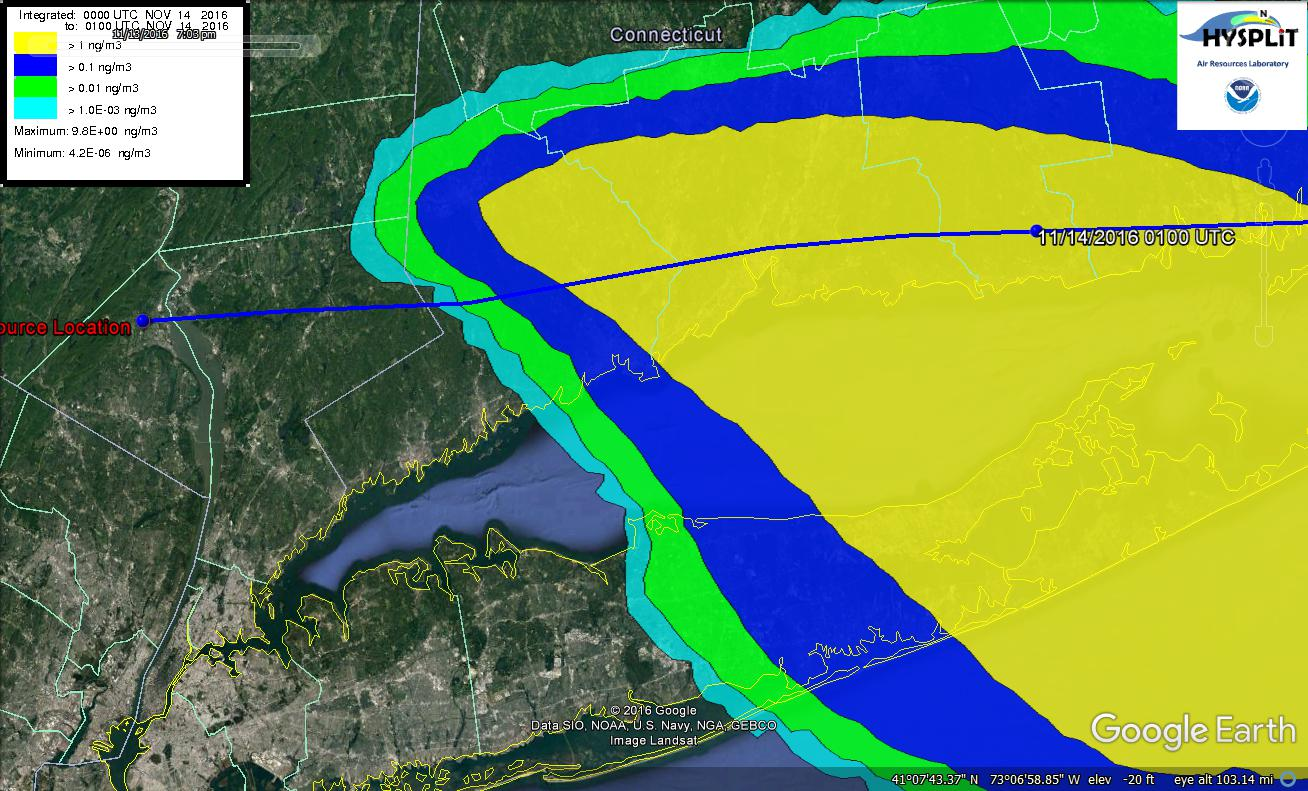 Integrated: 0000 UTC NOV 14 2016
to: 0100 UTC NOV 14 2016
11/13/2016 7:03 pm
> 1 ng/m3
> 0.1 ng/m3
> 0.01 ng/m3
> 1.0E-03 ng/m3
Maximum: 9.8E+00 ng/m3
Minimum: 4.2E-06 ng/m3
Connecticut
N
HYSPLIT
Air Resources Laboratory
NOAA
11/14/2016 0100 UTC
ource Location
© 2016 Google
Data SIO, NOAA, U.S. Navy, NGA, GEBCO
Image Landsat
Google Earth
41°07'43.37" N 73°06'58.85" W elev -20 ft eye alt 103.14 mi